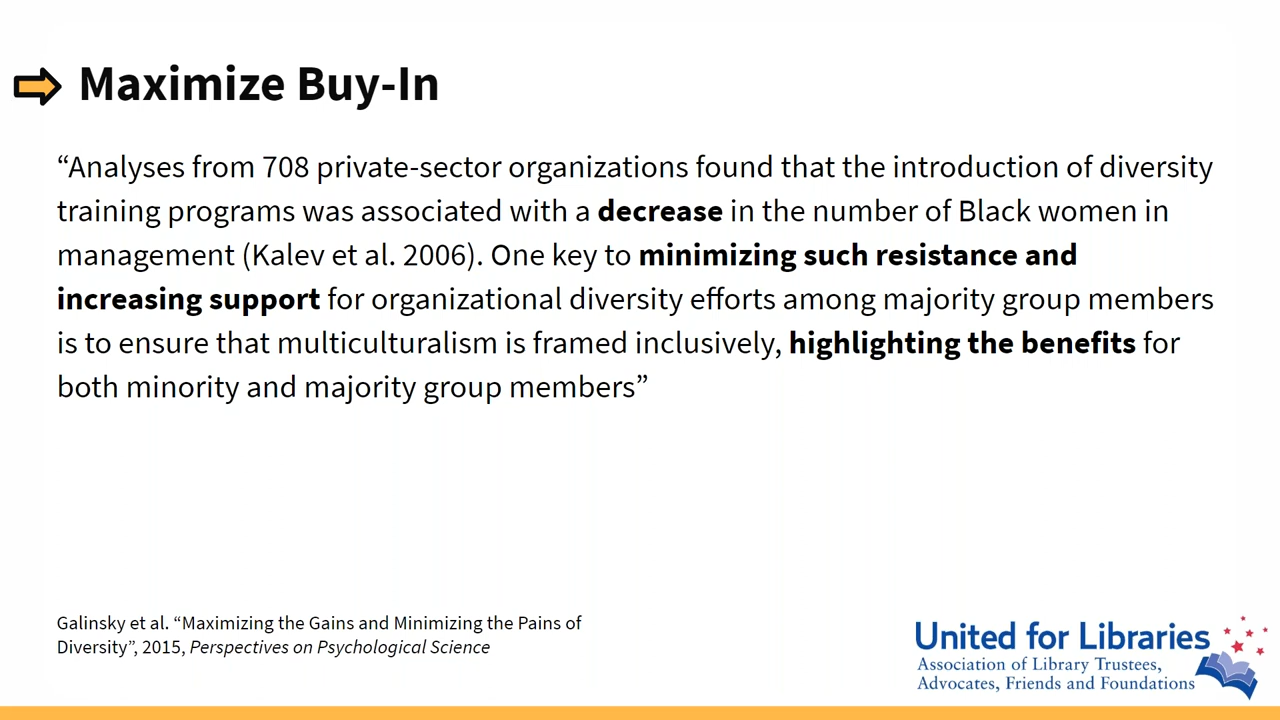 Maximize Buy-In
“Analyses from 708 private-sector organizations found that the introduction of diversity
training programs was associated with a decrease in the number of Black women in
management (Kalev et al. 2006). One key to minimizing such resistance and
increasing support for organizational diversity efforts among majority group members
is to ensure that multiculturalism is framed inclusively, highlighting the benefits for
both minority and majority group members”
Galinsky et al. “Maximizing the Gains and Minimizing the Pains of
Diversity”, 2015, Perspectives on Psychological Science
United for Libraries
Association of Library Trustees,
Advocates, Friends and Foundations